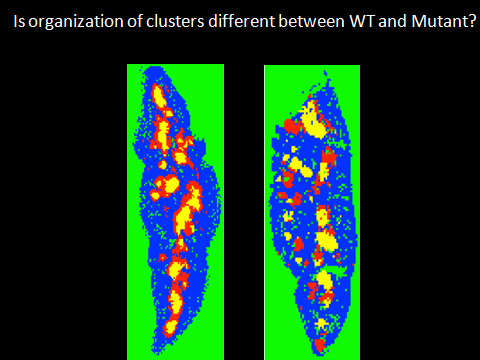 Is organization of clusters different between WT and Mutant?